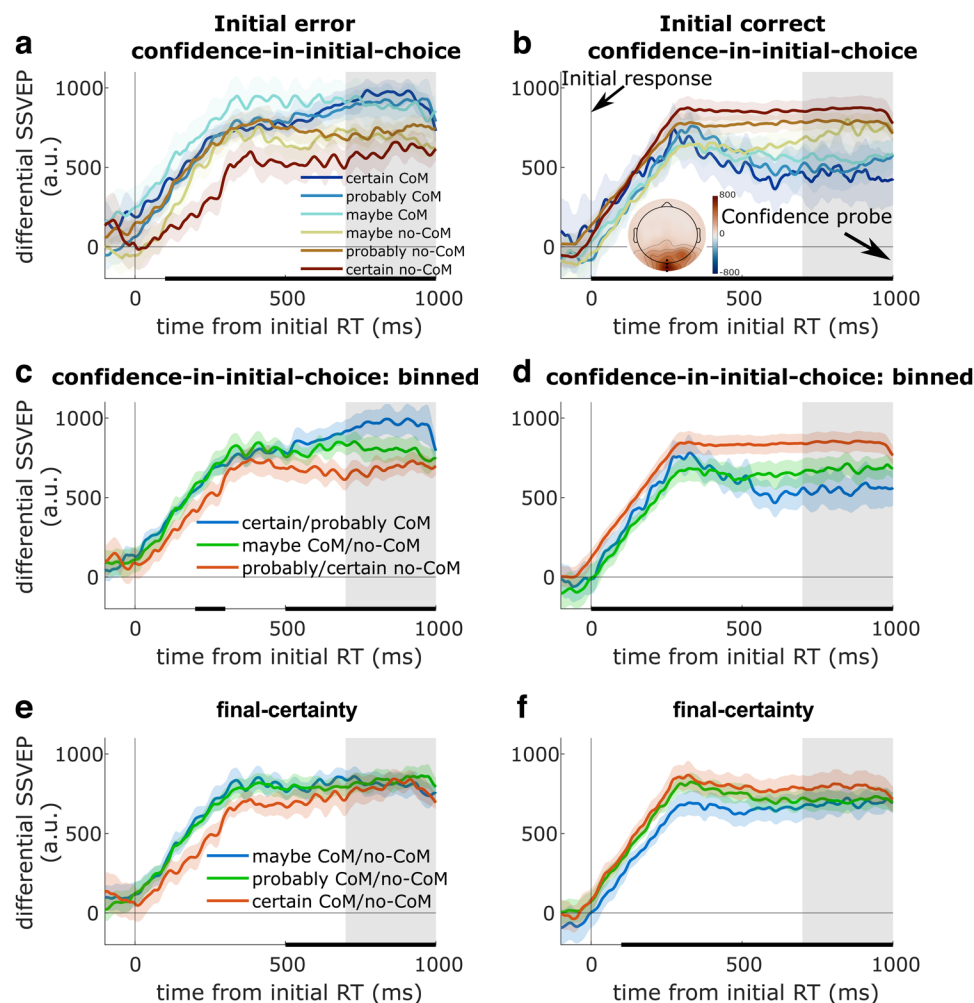 a
Initial error
confidence-in-initial-choice
differential SSVEP
(a.u.)
1000
500
0
certain CoM
probably CoM
maybe CoM
maybe no-CoM
probably no-CoM
certain no-CoM
0
500
1000
time from initial RT (ms)
b
Initial correct
confidence-in-initial-choice
Initial response
1000
500
0
800
0
-800
Confidence probe
0
500
1000
time from initial RT (ms)
c
confidence-in-initial-choice: binned
differential SSVEP
(a.u.)
1000
500
0
certain/probably CoM
maybe CoM/no-CoM
probably/certain no-CoM
0
500
1000
time from initial RT (ms)
d
confidence-in-initial-choice: binned
1000
500
0
0
500
1000
time from initial RT (ms)
e
final-certainty
differential SSVEP
(a.u.)
1000
500
0
maybe CoM/no-CoM
probably CoM/no-CoM
certain CoM/no-CoM
0
500
1000
time from initial RT (ms)
f
final-certainty
1000
500
0
0
500
1000
time from initial RT (ms)